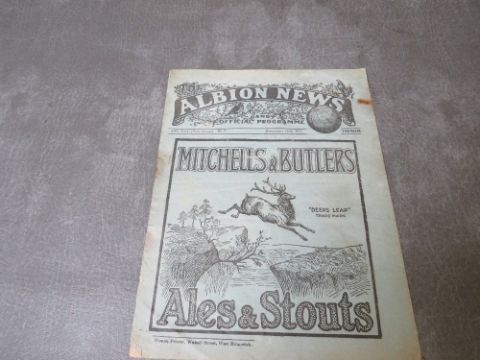 ALBION NEWS
AND
OFFICIAL PROGRAMME
MITCHELLS & BUTLERS
"DEERS LEAP"
TRADE MARK
Ales & Stouts